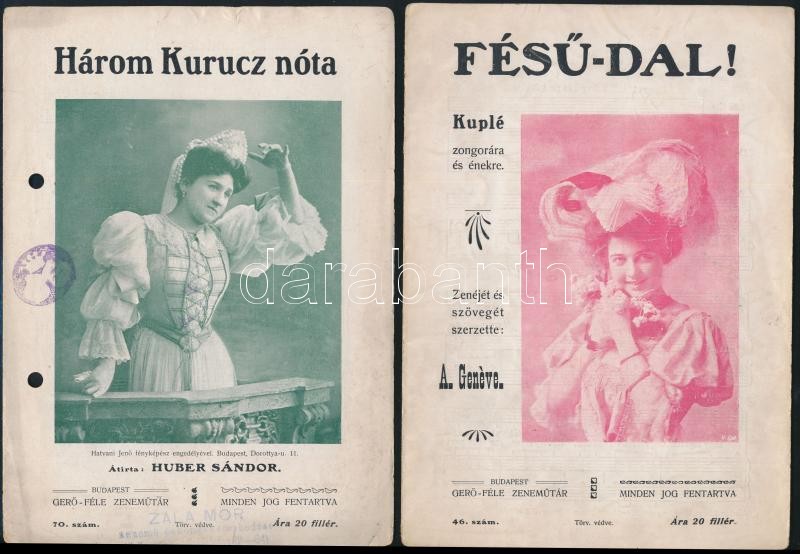 Három Kurucz nóta
Hatvani Jenő fényképész engedélyével. Budapest, Dorottya-u. 11.
Átirta: HUBER SÁNDOR.
BUDAPEST
GERŐ-FÉLE ZENEMŰTÁR
MINDEN JOG FENTARTVA
70. szám.
Törv. védve.
Ára 20 fillér.
ZALA MÓR
FÉSŰ-DAL!
Kuplé
zongorára
és énekre.
Zenéjét és
szövegét
szerzette:
A. Genève.
BUDAPEST
GERŐ-FÉLE ZENEMŰTÁR
MINDEN JOG FENTARTVA
46. szám.
Törv. védve.
Ára 20 fillér.
darabanth